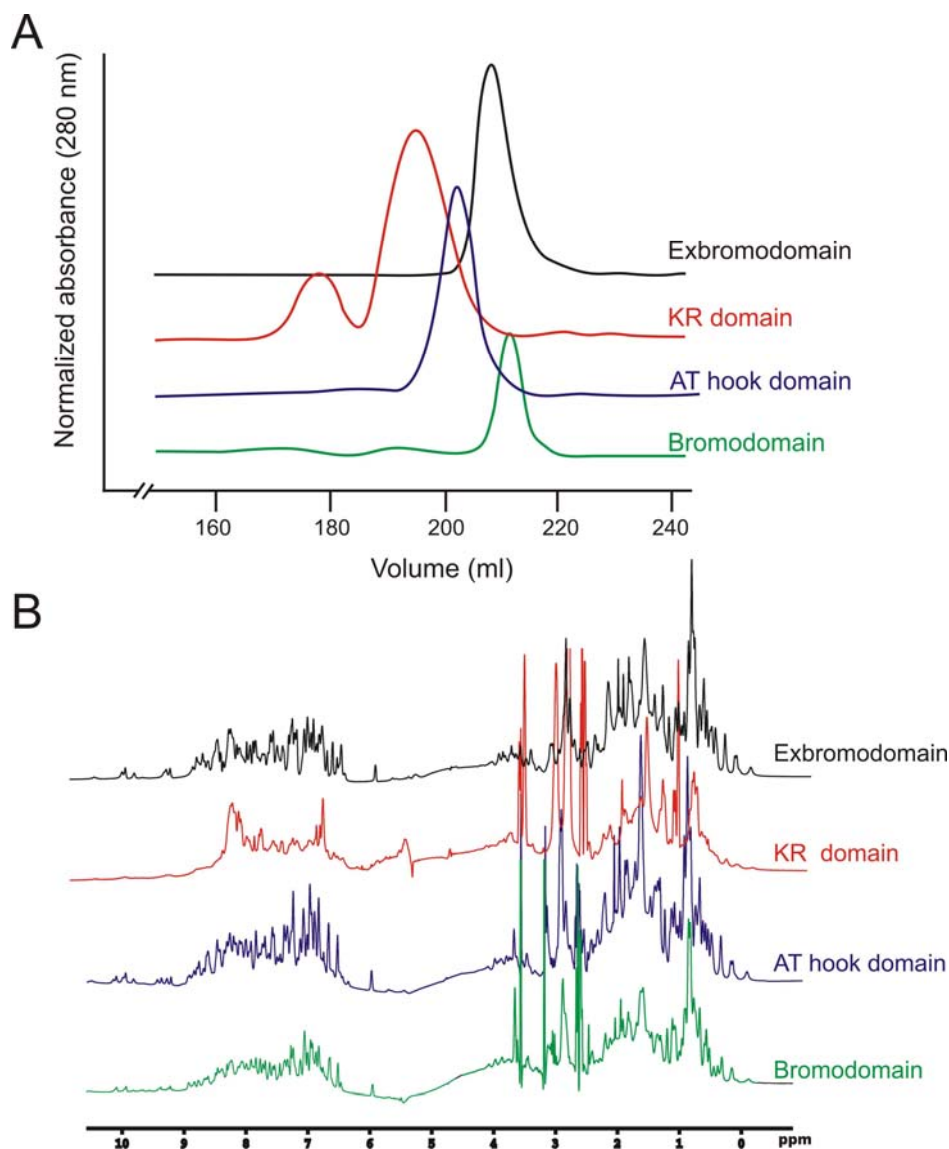 A
Normalized absorbance (280 nm)
Exbromodomain
KR domain
AT hook domain
Bromodomain
160 180 200 220 240
Volume (ml)
B
Exbromodomain
KR domain
AT hook domain
Bromodomain
10 9 8 7 6 5 4 3 2 1 0 ppm